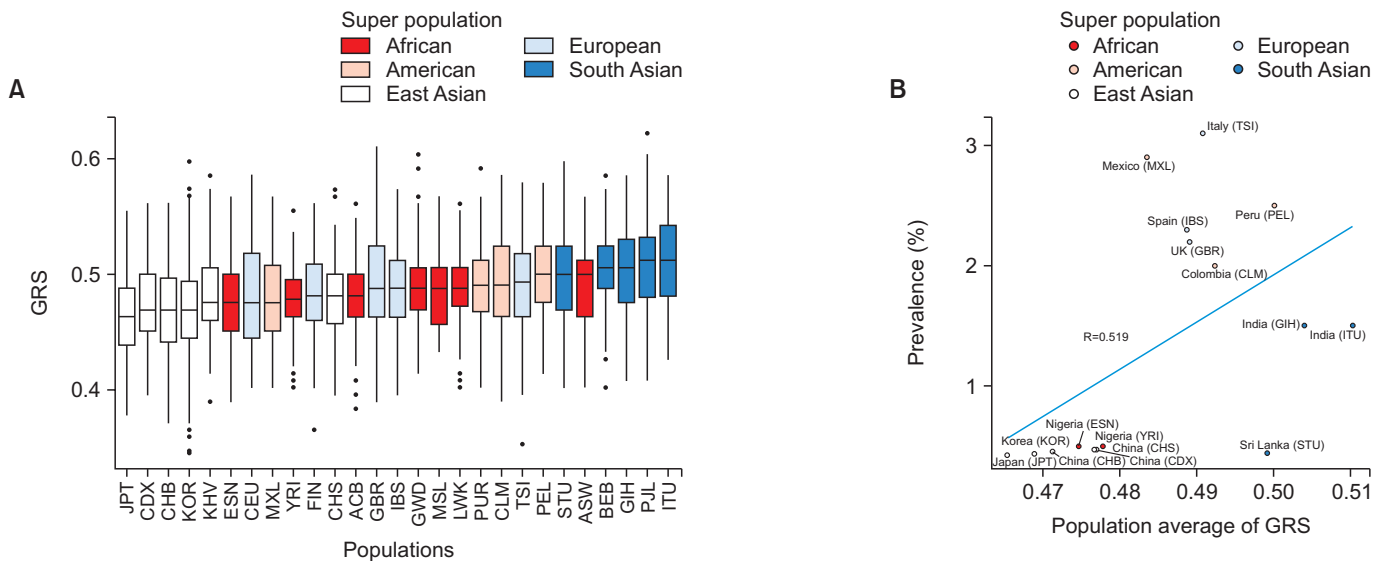 A
Super population
African
European
American
South Asian
East Asian
GRS
0.6
0.5
0.4
JPT
CDX
CHB
KOR
KHV
ESN
CEU
MXL
YRI
FIN
CHS
ACB
GBR
IBS
GWD
MSL
LWK
PUR
CLM
TSI
PEL
STU
ASW
BEB
GIH
PJL
ITU
Populations
B
Super population
African
European
American
South Asian
East Asian
Prevalence (%)
3
2
1
Italy (TSI)
Mexico (MXL)
Peru (PEL)
Spain (IBS)
UK (GBR)
Colombia (CLM)
India (GIH)
India (ITU)
R=0.519
Nigeria (ESN)
Nigeria (YRI)
Korea (KOR)
China (CHS)
Sri Lanka (STU)
Japan (JPT)
China (CHB)
China (CDX)
0.47
0.48
0.49
0.50
0.51
Population average of GRS